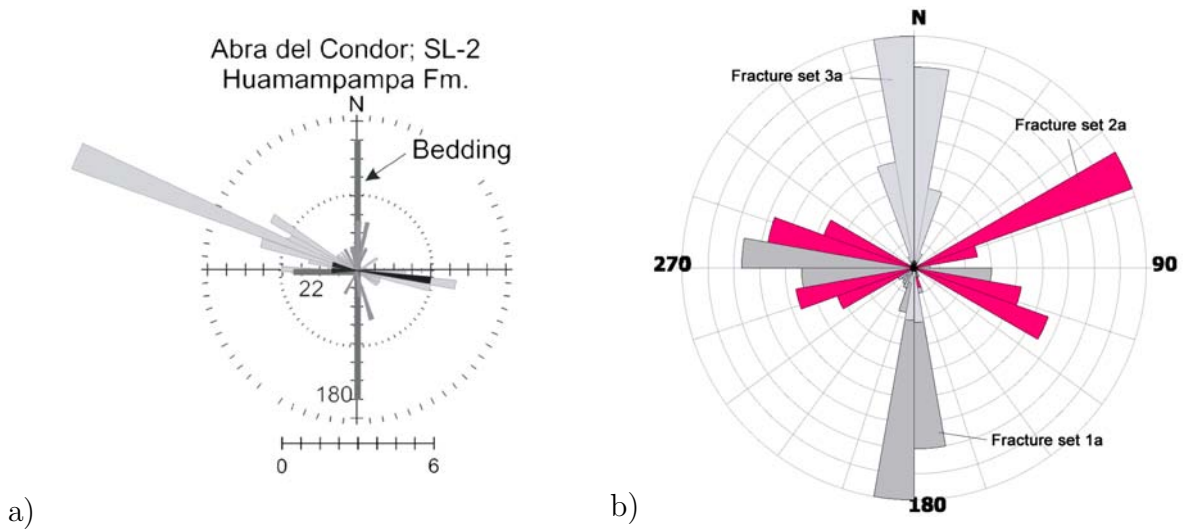 Abra del Condor; SL-2
Huamampampa Fm.
N
Bedding
22
180
0 6
a)
N
Fracture set 3a
Fracture set 2a
270 90
Fracture set 1a
180
b)